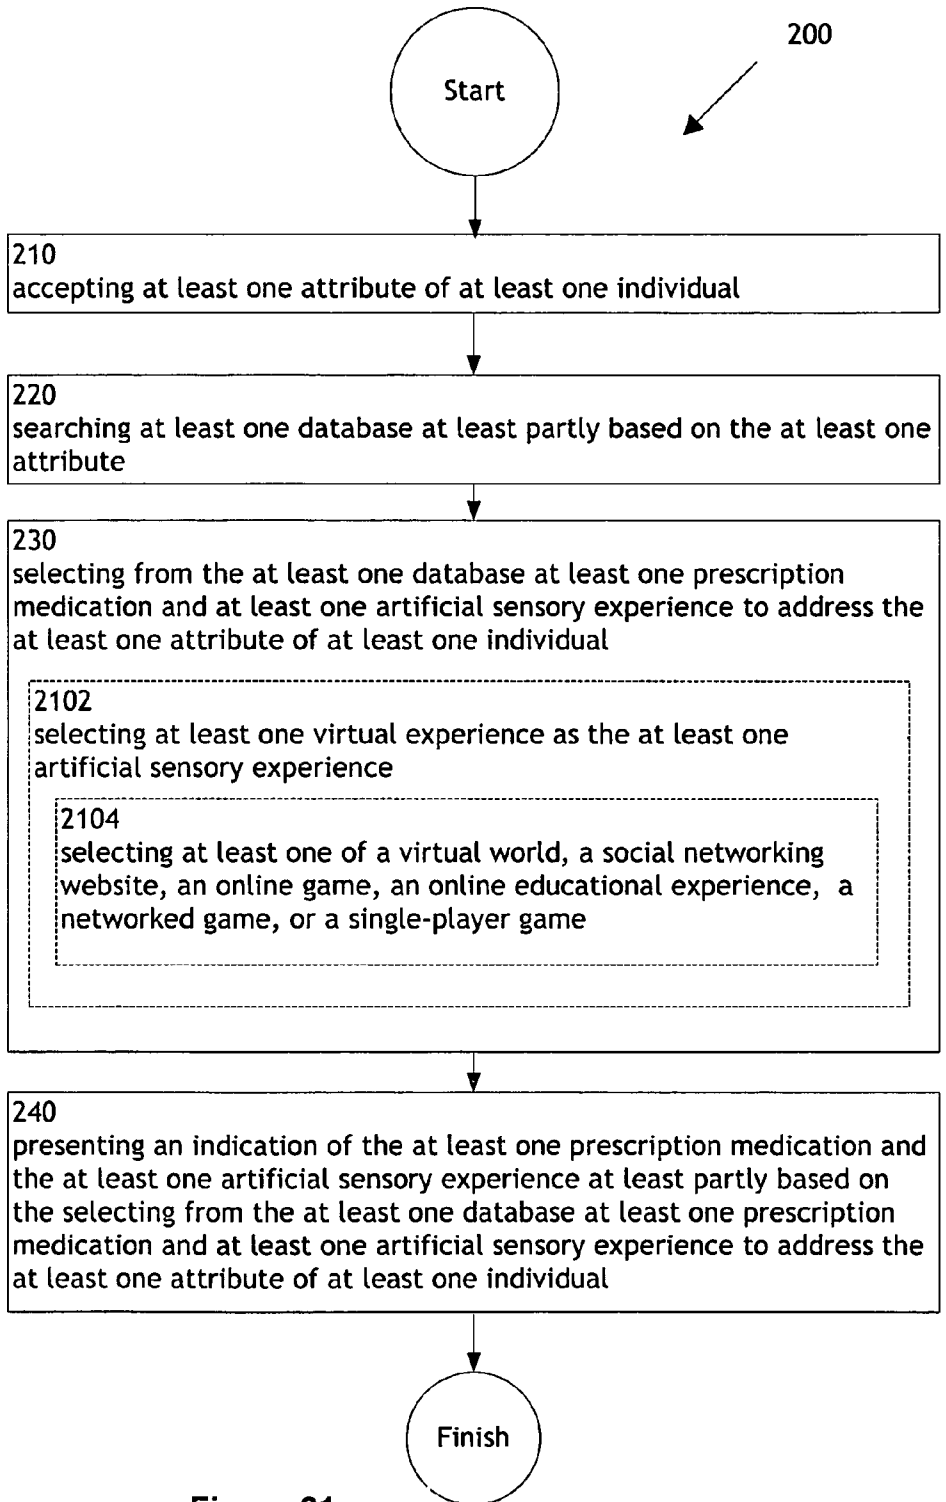 200
Start
210
accepting at least one attribute of at least one individual
220
searching at least one database at least partly based on the at least one
attribute
230
selecting from the at least one database at least one prescription
medication and at least one artificial sensory experience to address the
at least one attribute of at least one individual
2102
selecting at least one virtual experience as the at least one
artificial sensory experience
2104
selecting at least one of a virtual world, a social networking
website, an online game, an online educational experience, a
networked game, or a single-player game
240
presenting an indication of the at least one prescription medication and
the at least one artificial sensory experience at least partly based on
the selecting from the at least one database at least one prescription
medication and at least one artificial sensory experience to address the
at least one attribute of at least one individual
Finish